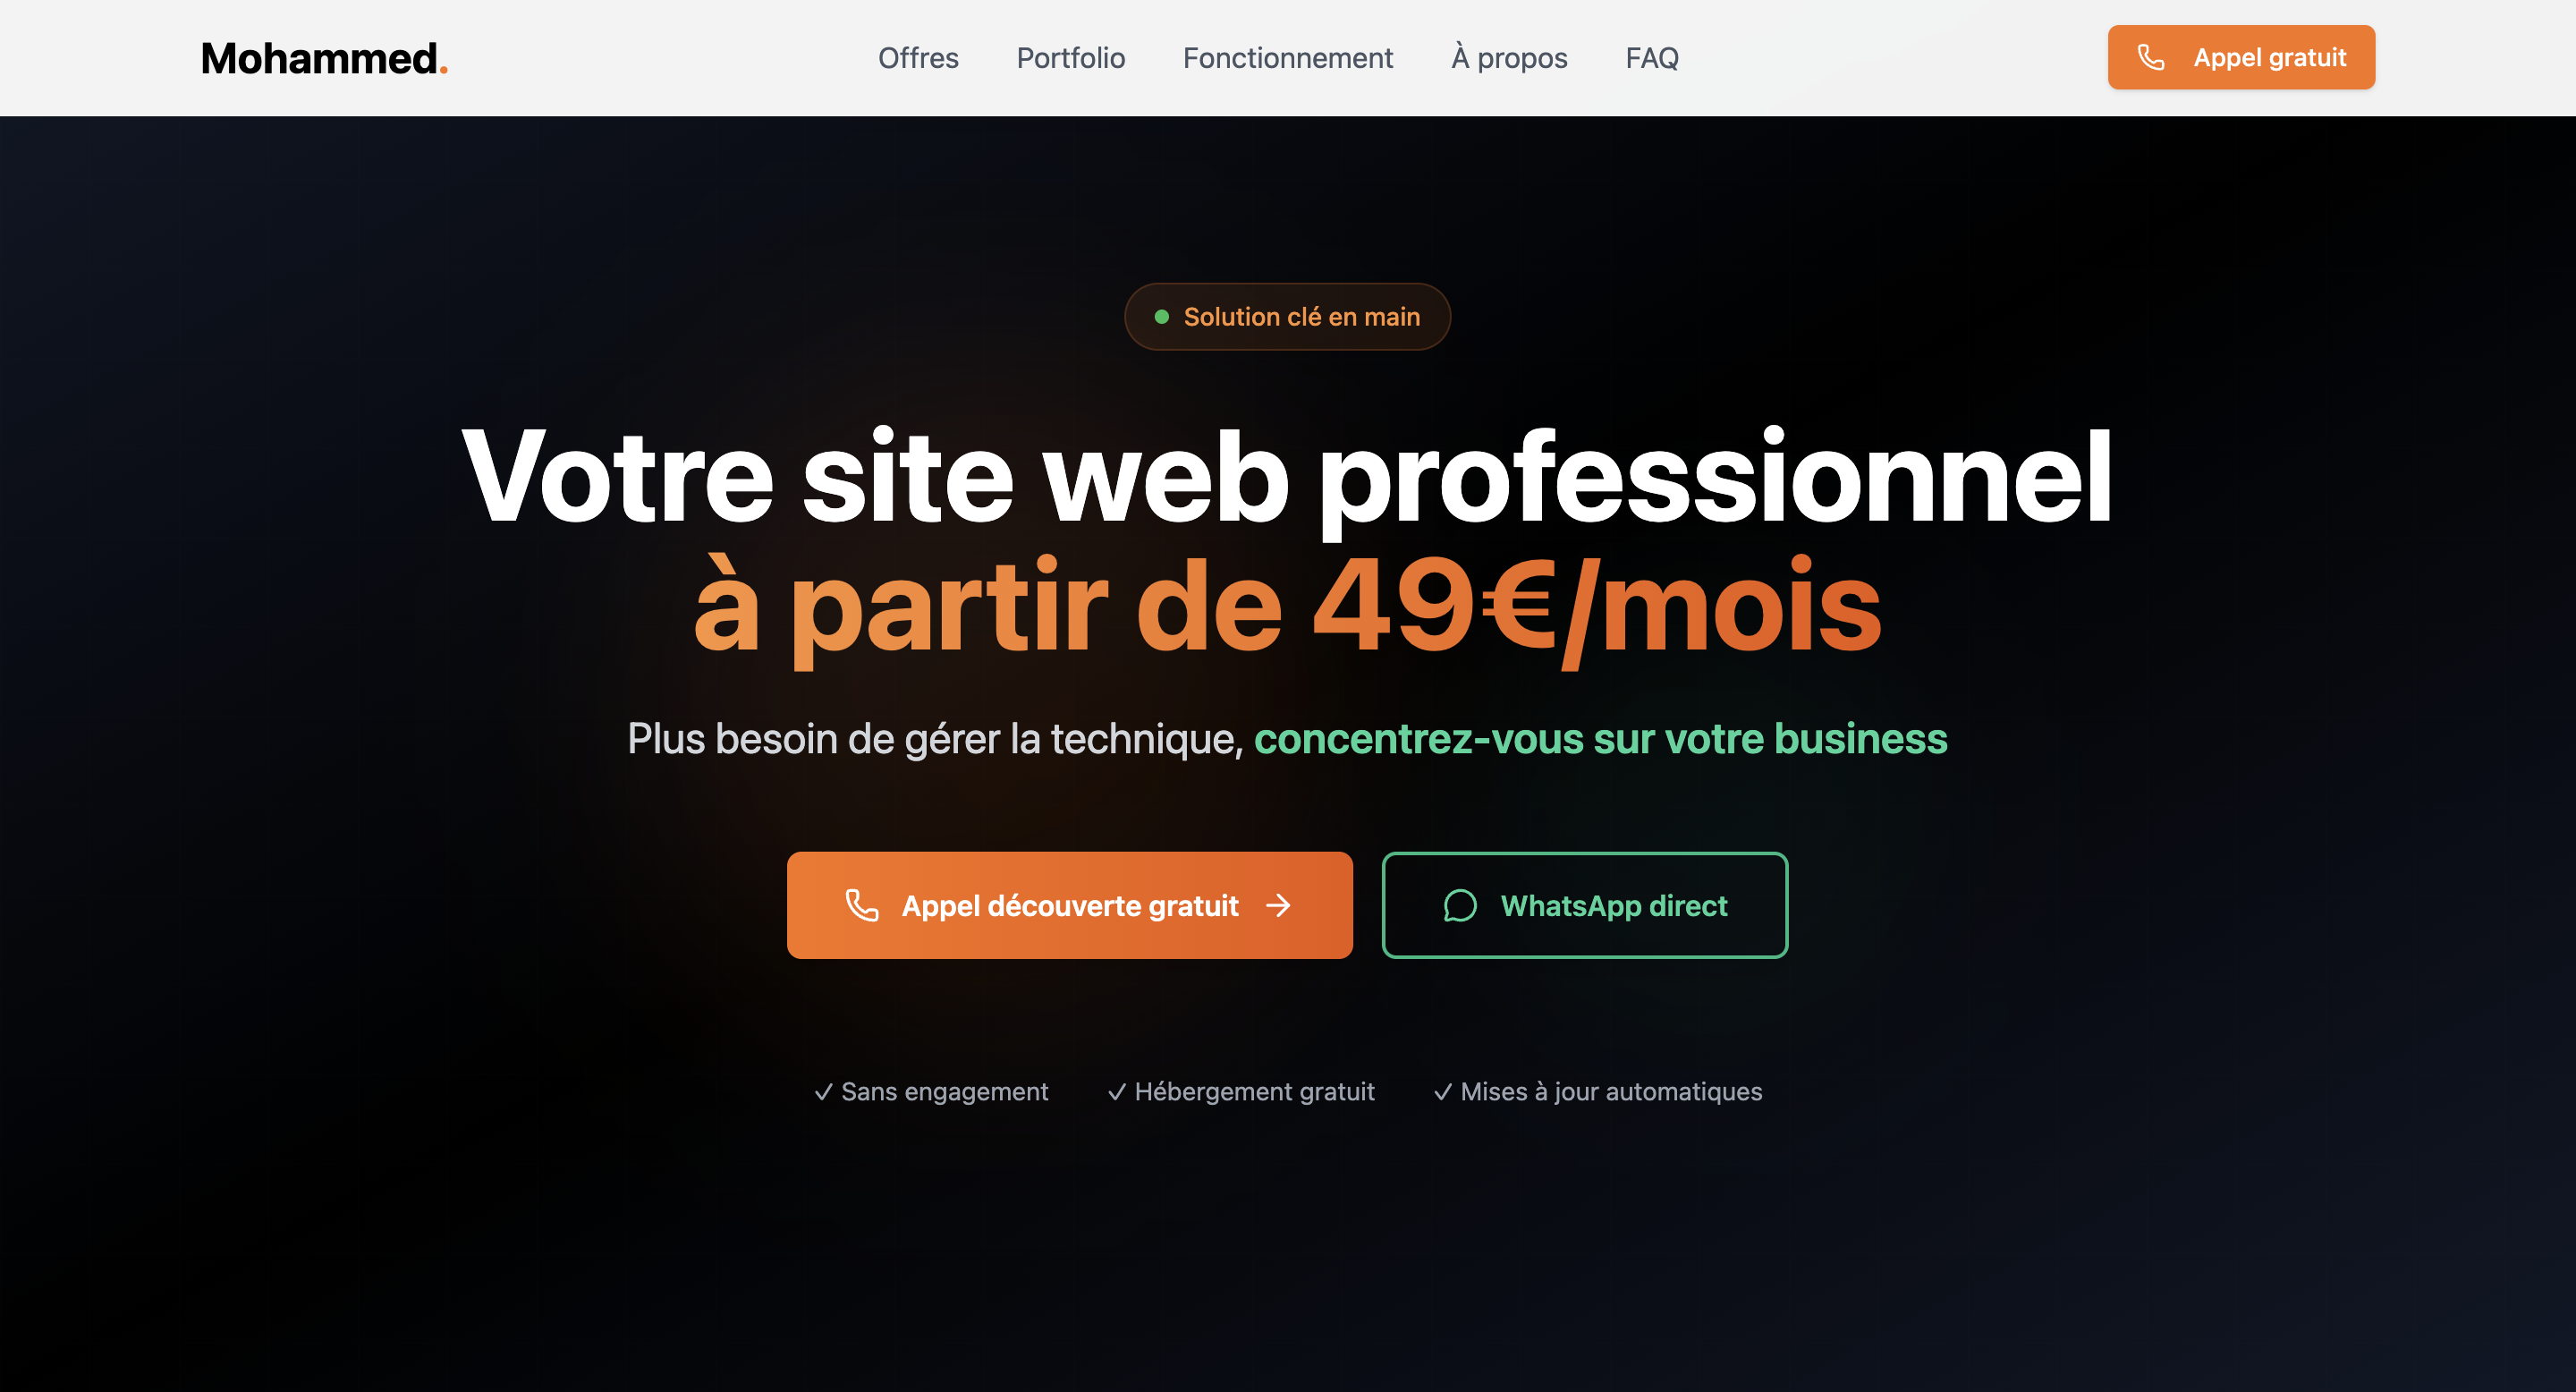 Mohammed.
Offres
Portfolio
Fonctionnement
À propos
FAQ
Appel gratuit
Solution clé en main
Votre site web professionnel
à partir de 49€/mois
Plus besoin de gérer la technique, concentrez-vous sur votre business
Appel découverte gratuit →
WhatsApp direct
✓ Sans engagement
✓ Hébergement gratuit
✓ Mises à jour automatiques